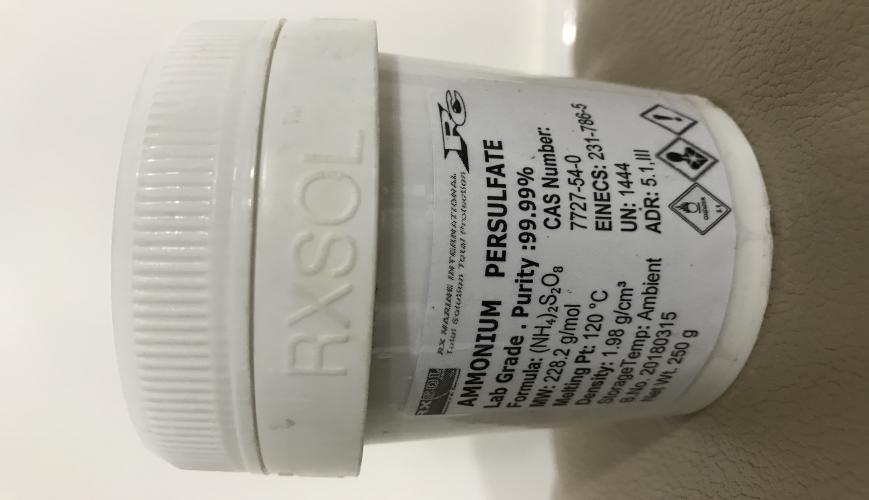 RXSOL
RXSOL
RX MARINE INTERNATIONAL
Total Solution Total Protection
AMMONIUM PERSULFATE
Lab Grade . Purity :99.99%
Formula: (NH₄)₂S₂O₈
MW: 228.2 g/mol
Melting Pt: 120 °C
Density: 1.98 g/cm³
StorageTemp: Ambient
B.No. 20180315
Net Wt. 250 g
CAS Number:
7727-54-0
EINECS: 231-786-5
UN: 1444
ADR: 5.1,III